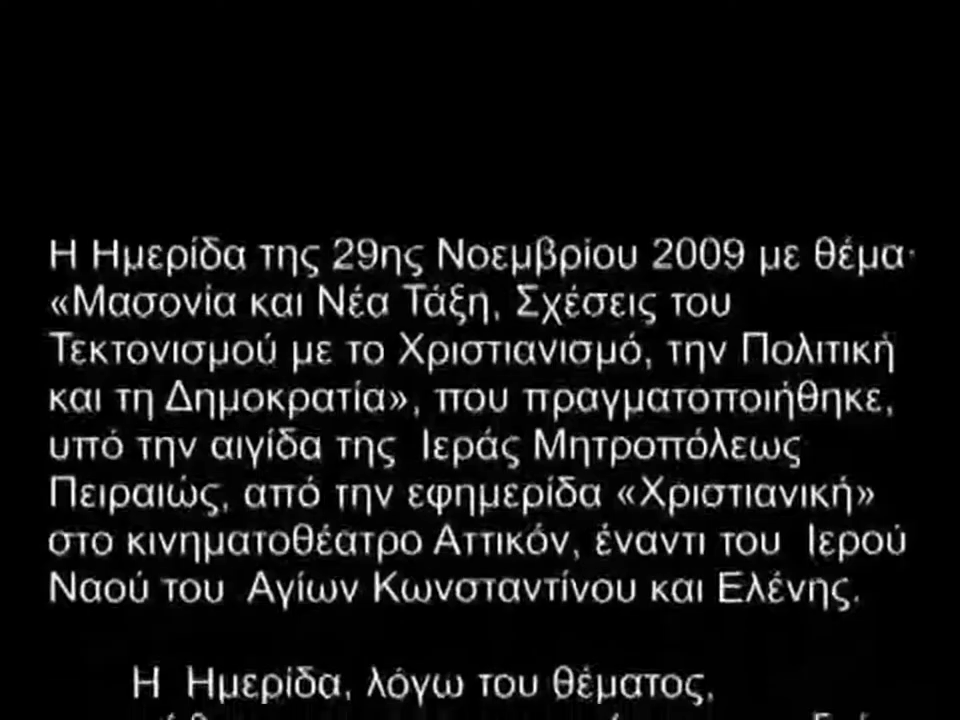 Η Ημερίδα της 29ης Νοεμβρίου 2009 με θέμα·
«Μασονία και Νέα Τάξη, Σχέσεις του
Τεκτονισμού με το Χριστιανισμό, την Πολιτική
και τη Δημοκρατία», που πραγματοποιήθηκε,
υπό την αιγίδα της Ιεράς Μητροπόλεως
Πειραιώς, από την εφημερίδα «Χριστιανική»
στο κινηματοθέατρο Αττικόν, έναντι του Ιερού
Ναού του Αγίων Κωνσταντίνου και Ελένης.
Η Ημερίδα, λόγω του θέματος,